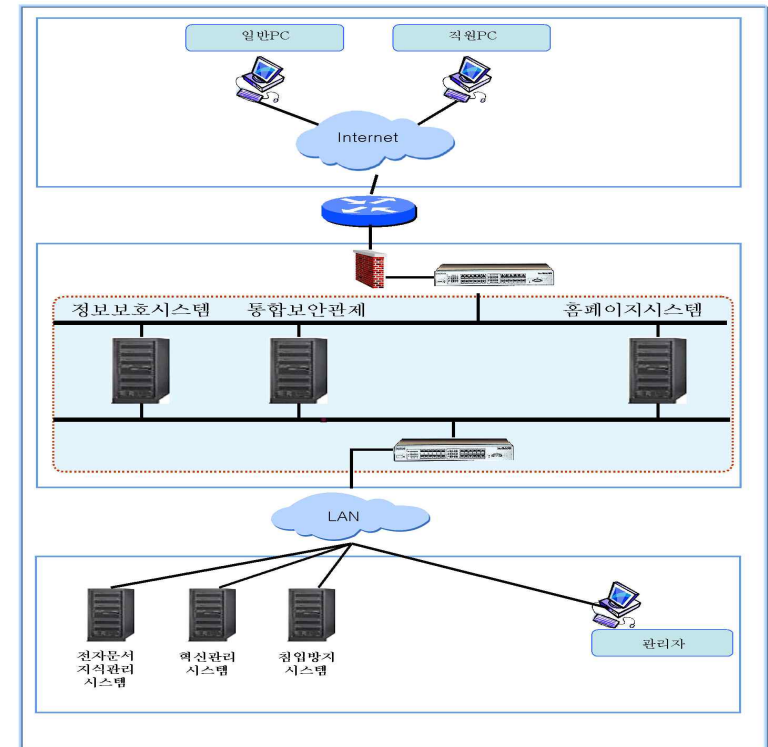 일반PC
직원PC
Internet
정보보호시스템
통합보안관제
홈페이지시스템
LAN
전자문서
지식관리
시스템
혁신관리
시스템
침입방지
시스템
관리자